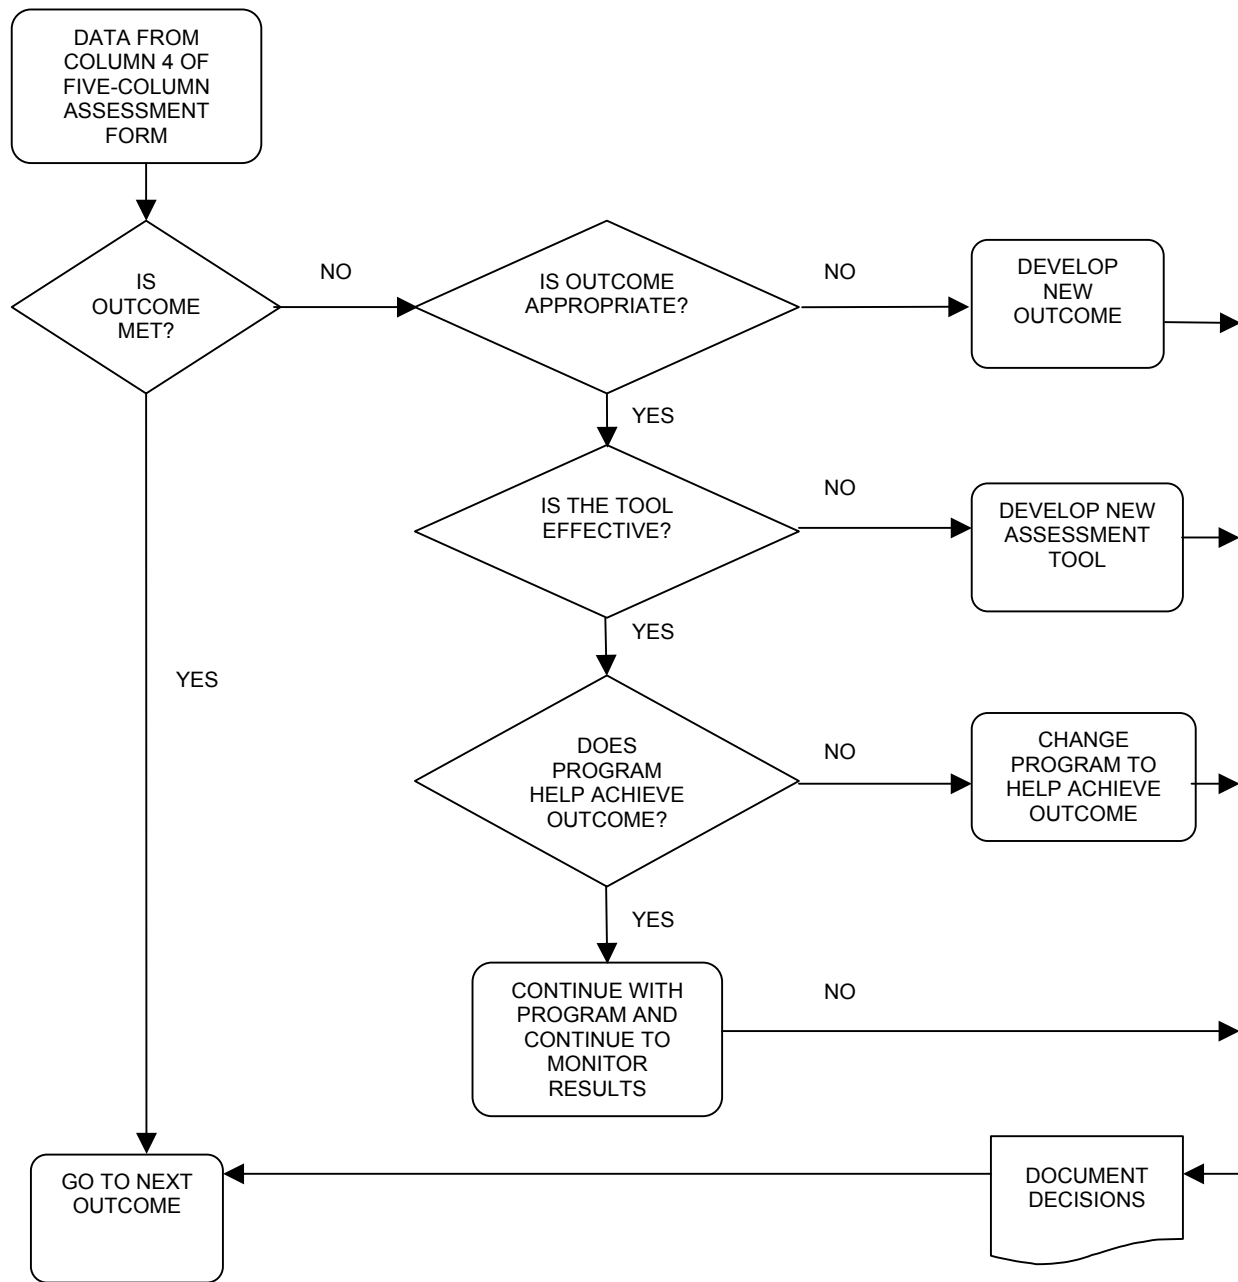 DATA FROM
COLUMN 4 OF
FIVE-COLUMN
ASSESSMENT
FORM
IS
OUTCOME
MET?
NO
IS OUTCOME
APPROPRIATE?
NO
DEVELOP
NEW
OUTCOME
YES
IS THE TOOL
EFFECTIVE?
NO
DEVELOP NEW
ASSESSMENT
TOOL
YES
YES
DOES
PROGRAM
HELP ACHIEVE
OUTCOME?
NO
CHANGE
PROGRAM TO
HELP ACHIEVE
OUTCOME
YES
CONTINUE WITH
PROGRAM AND
CONTINUE TO
MONITOR
RESULTS
NO
GO TO NEXT
OUTCOME
DOCUMENT
DECISIONS